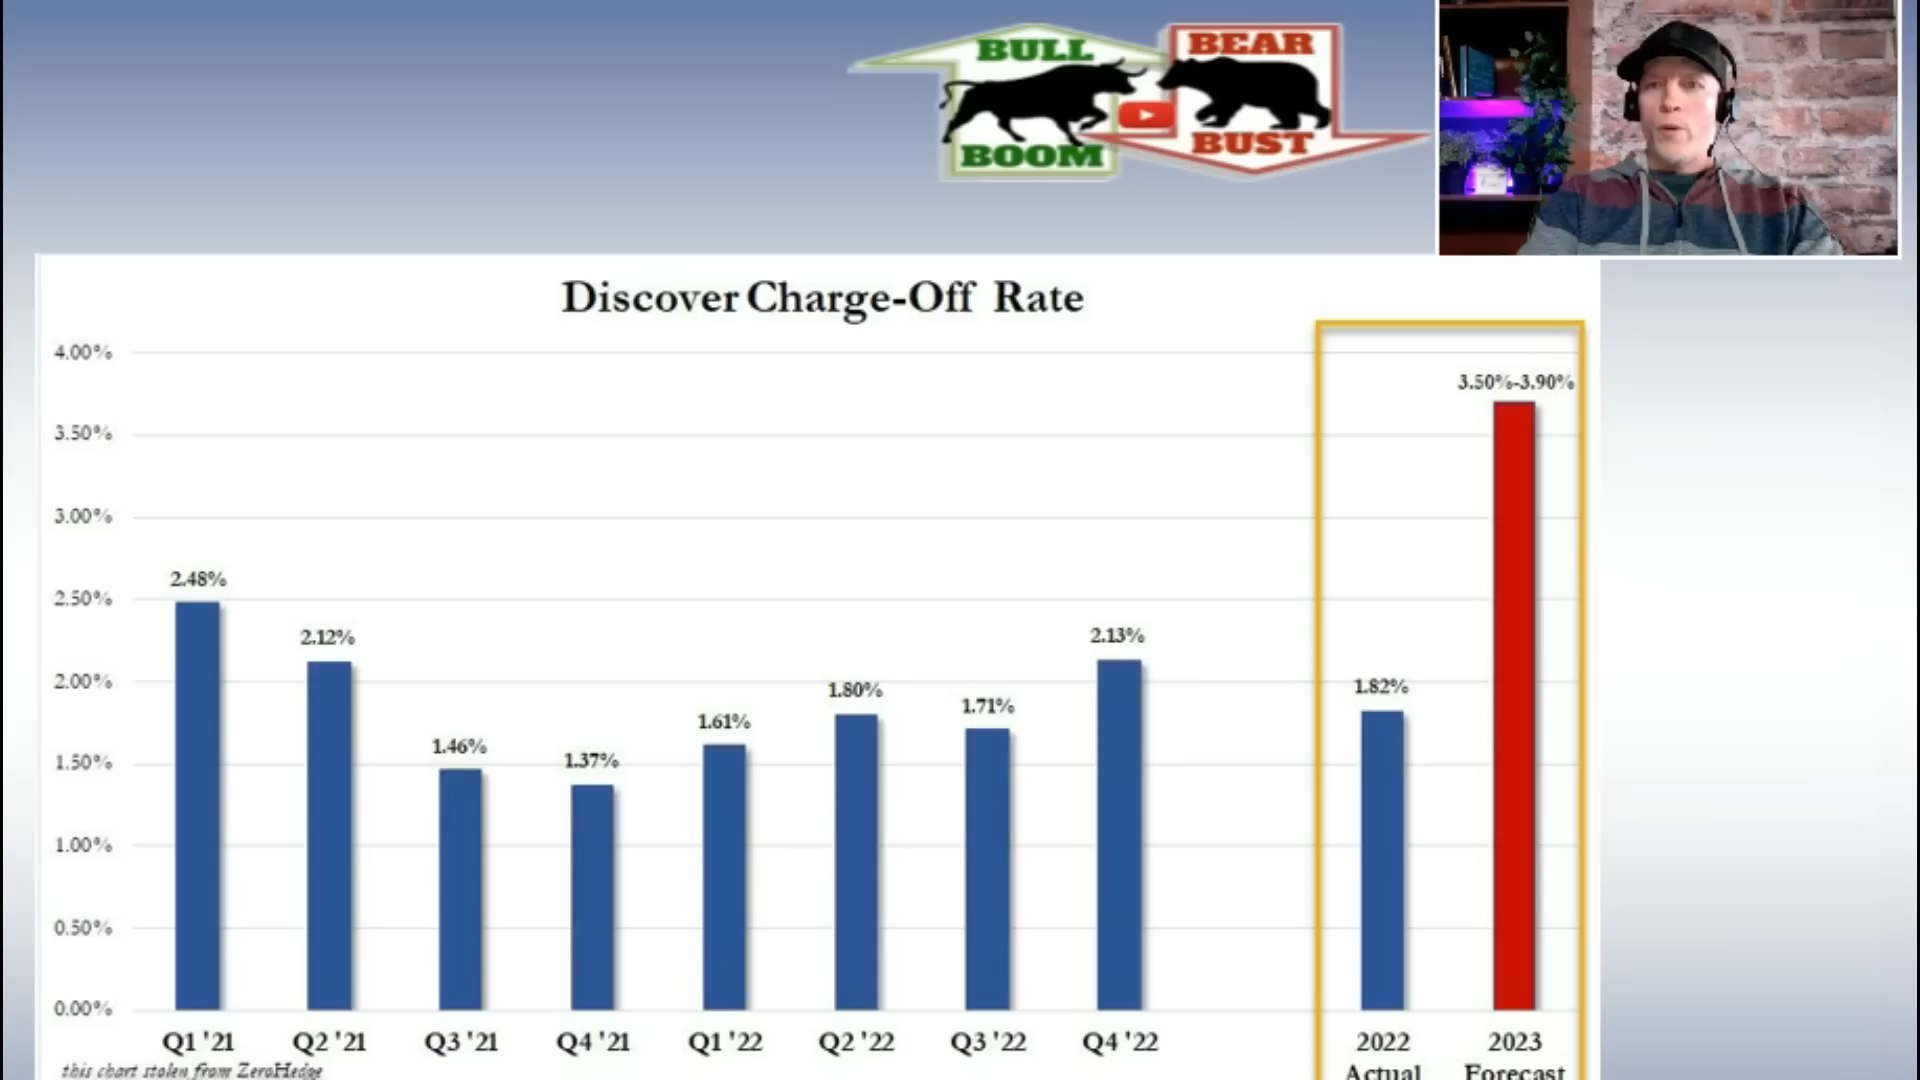 BULL
BOOM
BEAR
BUST
Discover Charge-Off Rate
4.00%
3.50%
3.00%
2.50%
2.00%
1.50%
1.00%
0.50%
0.00%
2.48%
2.12%
1.46%
1.37%
1.61%
1.80%
1.71%
2.13%
1.82%
3.50%-3.90%
Q1 '21
Q2 '21
Q3 '21
Q4 '21
Q1 '22
Q2 '22
Q3 '22
Q4 '22
2022
Actual
2023
Forecast
this chart stolen from ZeroHedge